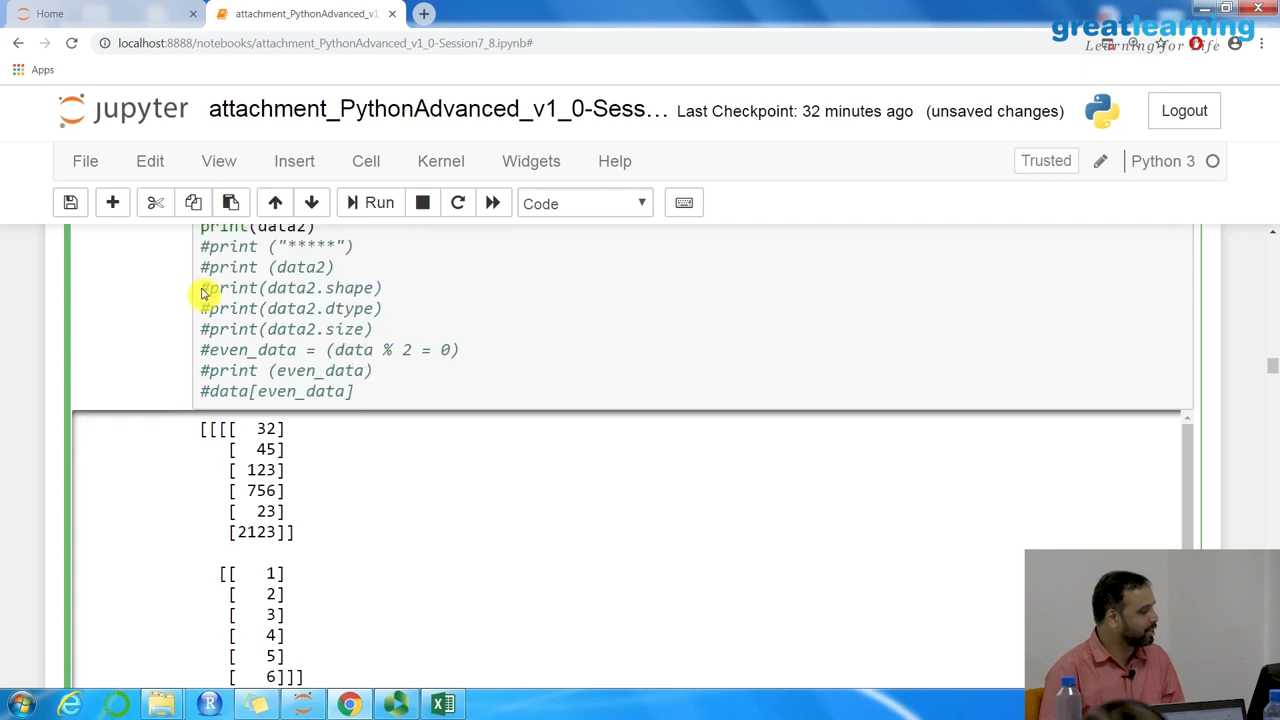 Home
attachment_PythonAdvanced_v1_
greatlearning
Learning for Life
localhost:8888/notebooks/attachment_PythonAdvanced_v1_0-Session7_8.ipynb#
Apps
jupyter
attachment_PythonAdvanced_v1_0-Sess...
Last Checkpoint: 32 minutes ago (unsaved changes)
Logout
File Edit View Insert Cell Kernel Widgets Help
Trusted
Python 3
Run
Code
print(data2)
#print ("*****")
#print (data2)
#print(data2.shape)
#print(data2.dtype)
#print(data2.size)
#even_data = (data % 2 = 0)
#print (even_data)
#data[even_data]
[[[[ 32]
[ 45]
[ 123]
[ 756]
[ 23]
[2123]]
[[ 1]
[ 2]
[ 3]
[ 4]
[ 5]
[ 6]]]